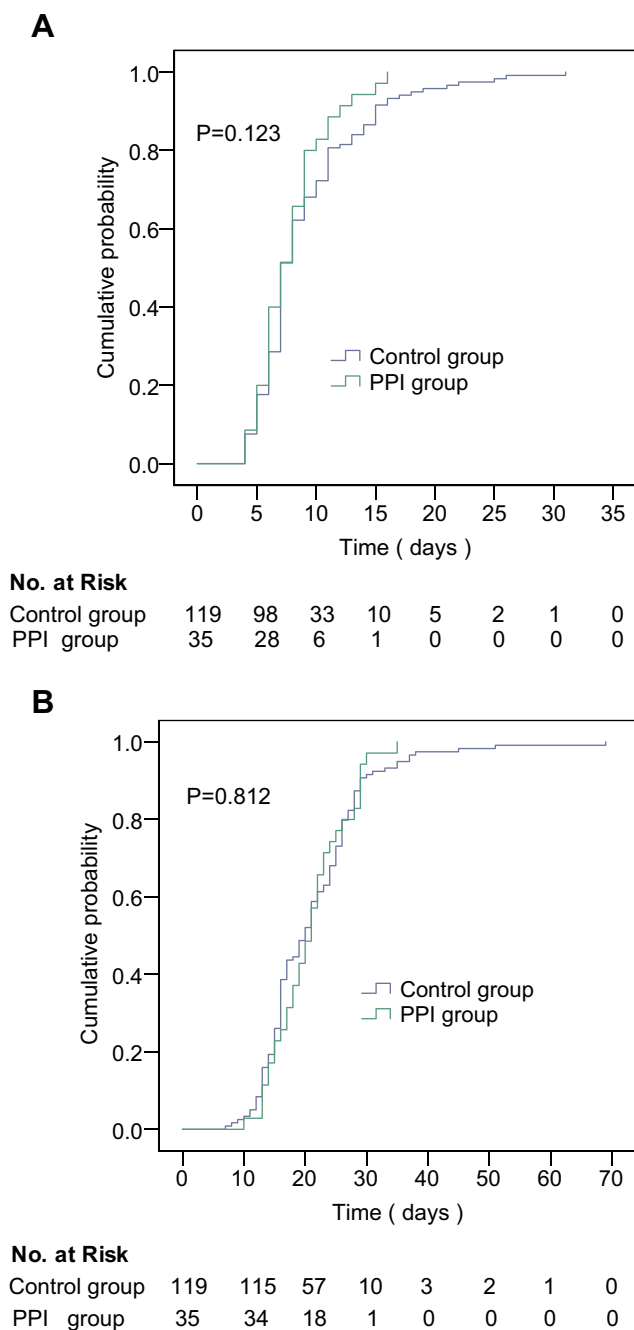 A
1.0
0.8
0.6
0.4
0.2
0.0
Cumulative probability
P=0.123
Control group
PPI group
0 5 10 15 20 25 30 35
Time ( days )
No. at Risk
Control group 119 98 33 10 5 2 1 0
PPI group 35 28 6 1 0 0 0 0
B
1.0
0.8
0.6
0.4
0.2
0.0
Cumulative probability
P=0.812
Control group
PPI group
0 10 20 30 40 50 60 70
Time ( days )
No. at Risk
Control group 119 115 57 10 3 2 1 0
PPI group 35 34 18 1 0 0 0 0